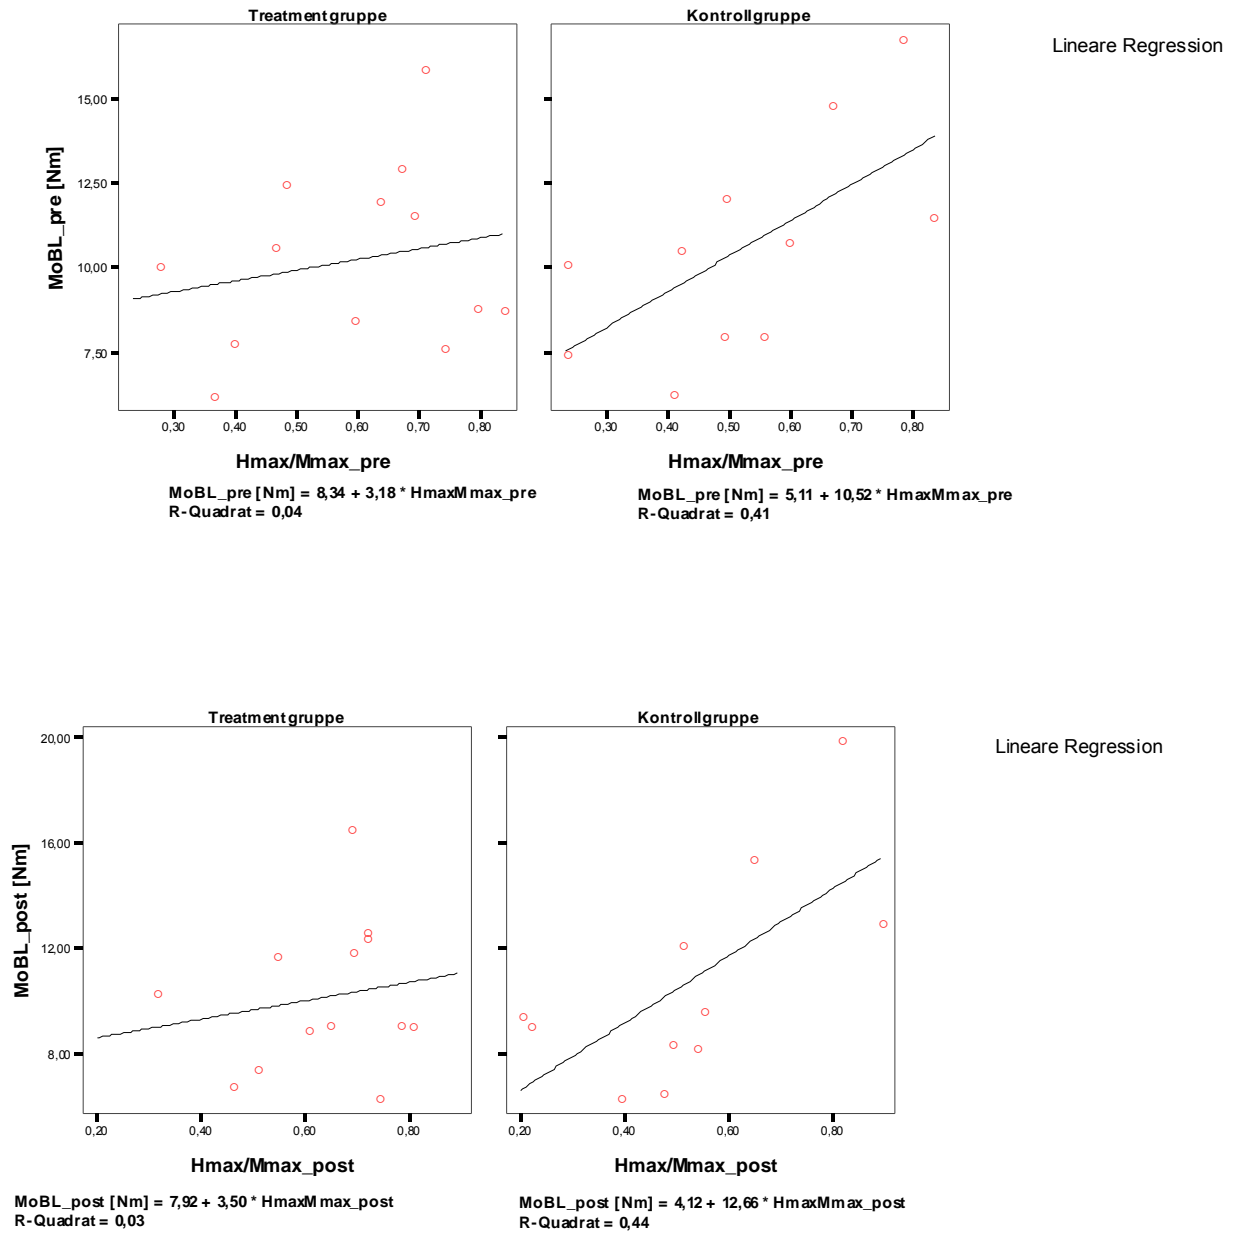 Treatmentgruppe
Kontrollgruppe
Lineare Regression
MoBL_pre [Nm]
15,00
12,50
10,00
7,50
0,30 0,40 0,50 0,60 0,70 0,80
0,30 0,40 0,50 0,60 0,70 0,80
Hmax/Mmax_pre
Hmax/Mmax_pre
MoBL_pre [Nm] = 8,34 + 3,18 * HmaxMmax_pre
R-Quadrat = 0,04
MoBL_pre [Nm] = 5,11 + 10,52 * HmaxMmax_pre
R-Quadrat = 0,41
Treatmentgruppe
Kontrollgruppe
Lineare Regression
MoBL_post [Nm]
20,00
16,00
12,00
8,00
0,20 0,40 0,60 0,80
0,20 0,40 0,60 0,80
Hmax/Mmax_post
Hmax/Mmax_post
MoBL_post [Nm] = 7,92 + 3,50 * HmaxMmax_post
R-Quadrat = 0,03
MoBL_post [Nm] = 4,12 + 12,66 * HmaxMmax_post
R-Quadrat = 0,44